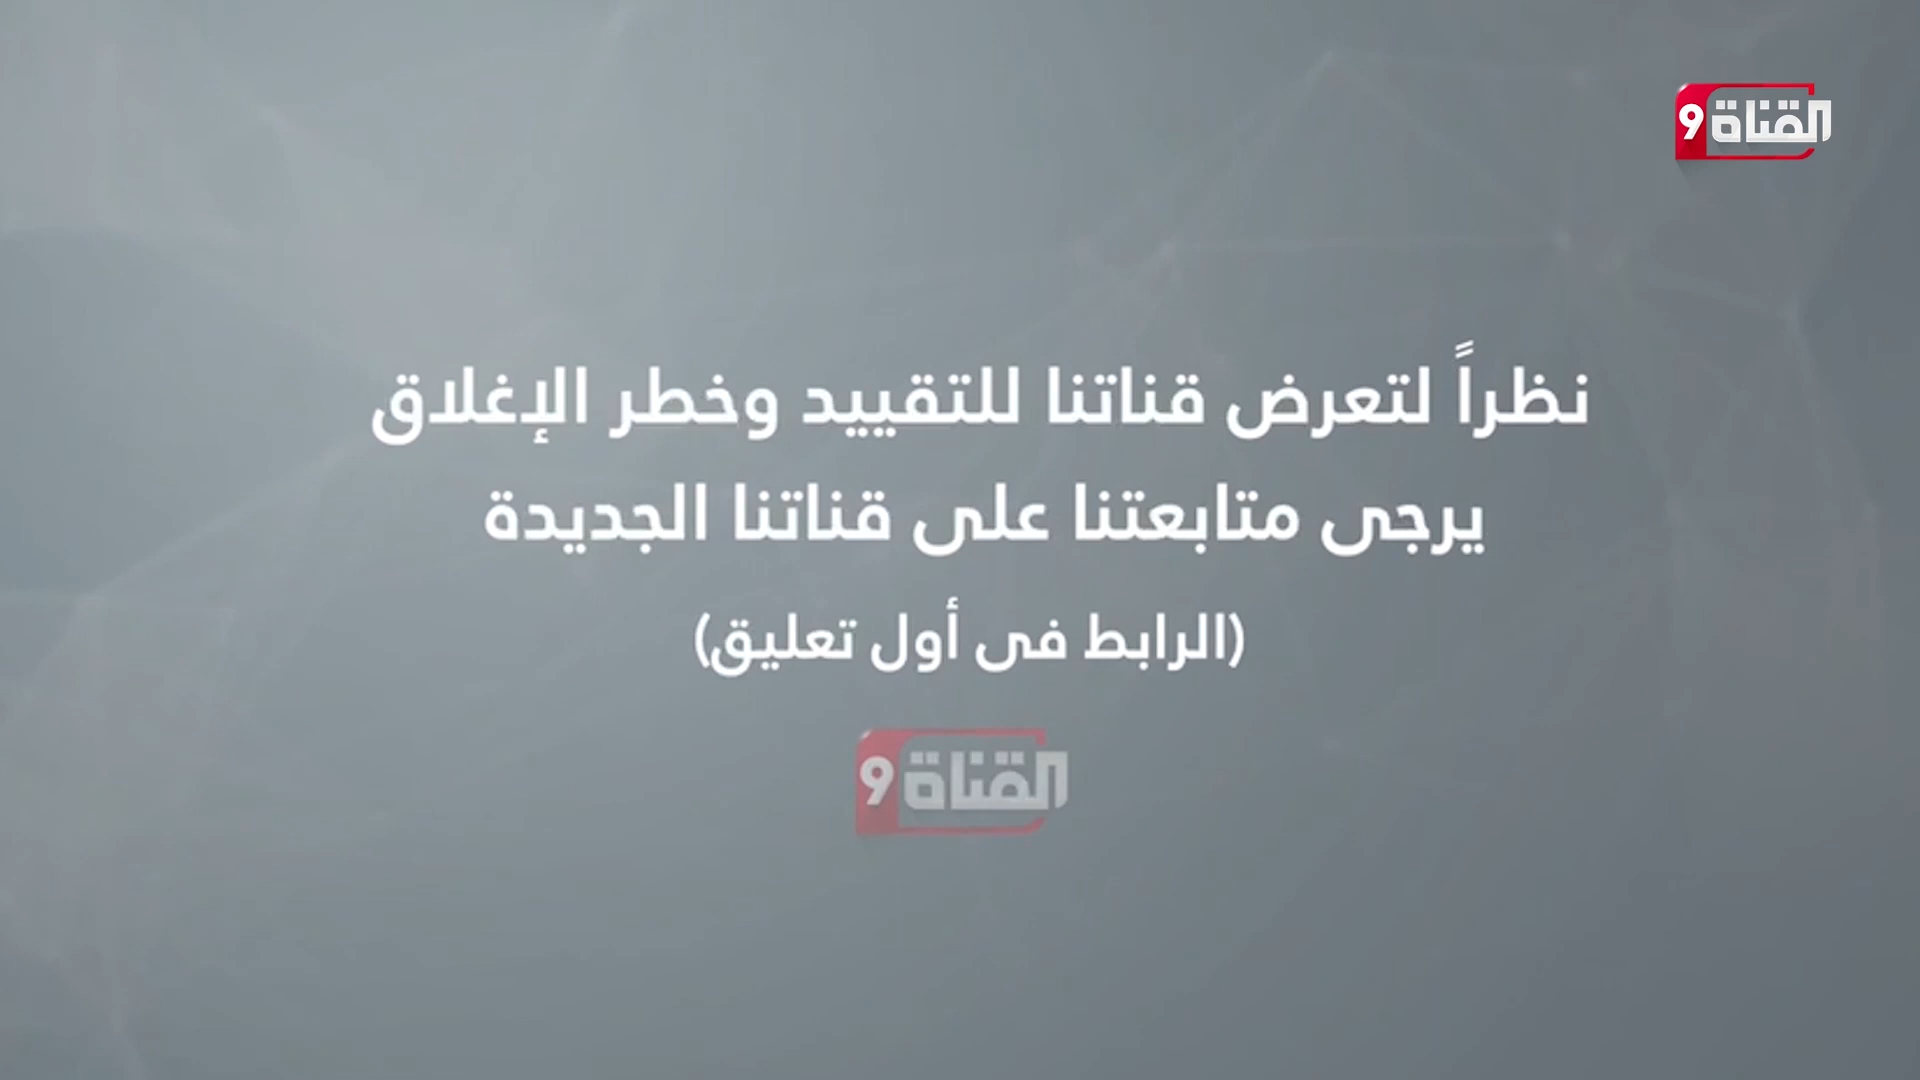 القناة 9
نظراً لتعرض قناتنا للتقييد وخطر الإغلاق
يرجى متابعتنا على قناتنا الجديدة
(الرابط فى أول تعليق)
القناة 9